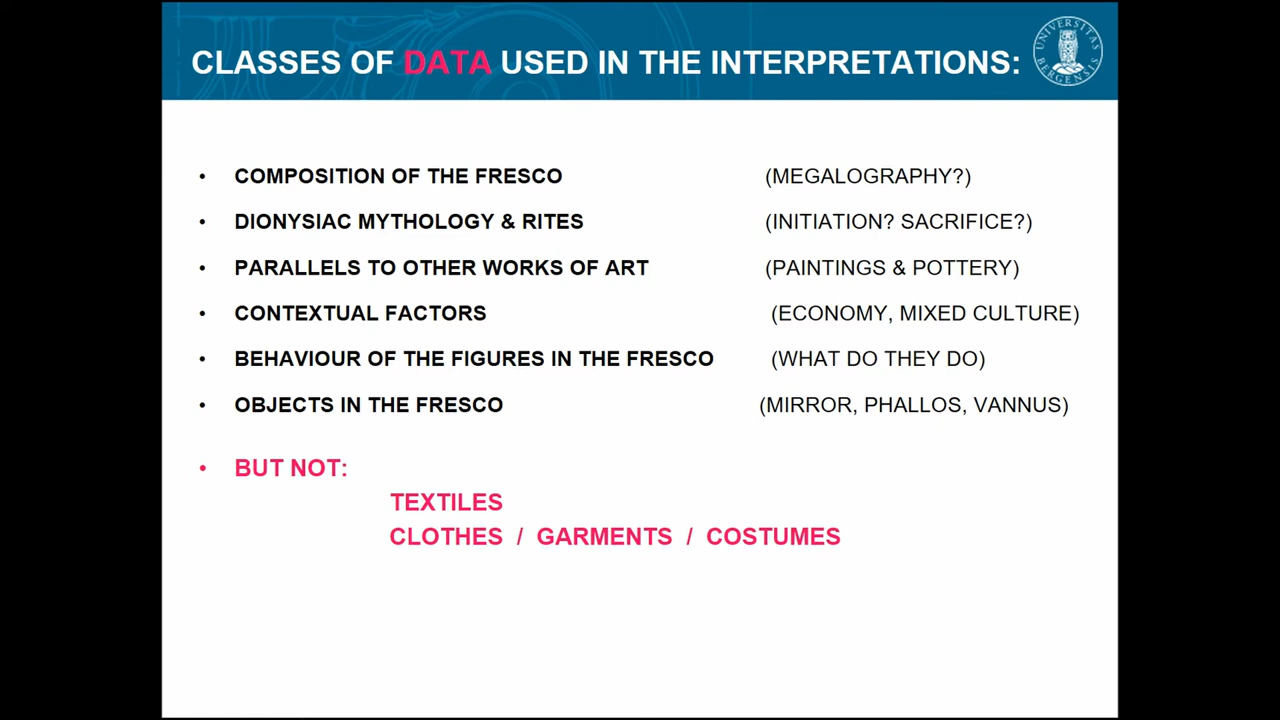 CLASSES OF DATA USED IN THE INTERPRETATIONS:
UNIVERSITAS BERGENSIS
• COMPOSITION OF THE FRESCO (MEGALOGRAPHY?)
• DIONYSIAC MYTHOLOGY & RITES (INITIATION? SACRIFICE?)
• PARALLELS TO OTHER WORKS OF ART (PAINTINGS & POTTERY)
• CONTEXTUAL FACTORS (ECONOMY, MIXED CULTURE)
• BEHAVIOUR OF THE FIGURES IN THE FRESCO (WHAT DO THEY DO)
• OBJECTS IN THE FRESCO (MIRROR, PHALLOS, VANNUS)
• BUT NOT:
TEXTILES
CLOTHES / GARMENTS / COSTUMES